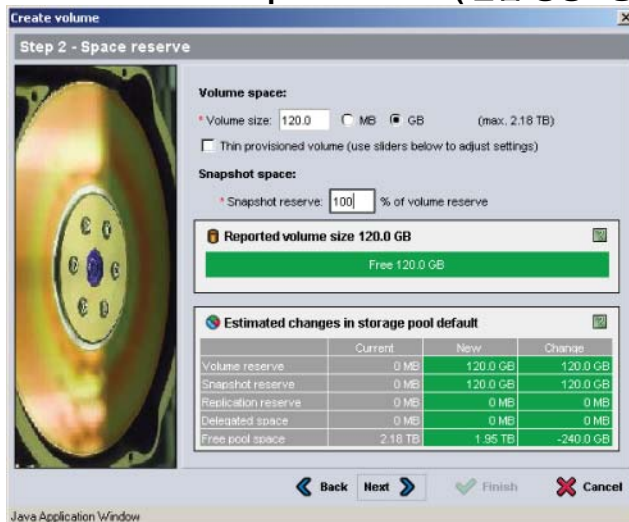 Create volume
Step 2 - Space reserve
Volume space:
* Volume size: 120.0 MB GB (max. 2.18 TB)
Thin provisioned volume (use sliders below to adjust settings)
Snapshot space:
* Snapshot reserve: 100 % of volume reserve
Reported volume size 120.0 GB
Free 120.0 GB
Estimated changes in storage pool default
Current New Change
Volume reserve 0 MB 120.0 GB 120.0 GB
Snapshot reserve 0 MB 120.0 GB 120.0 GB
Replication reserve 0 MB 0 MB 0 MB
Delegated space 0 MB 0 MB 0 MB
Free pool space 2.18 TB 1.95 TB -240.0 GB
Back Next Finish Cancel
Java Application Window